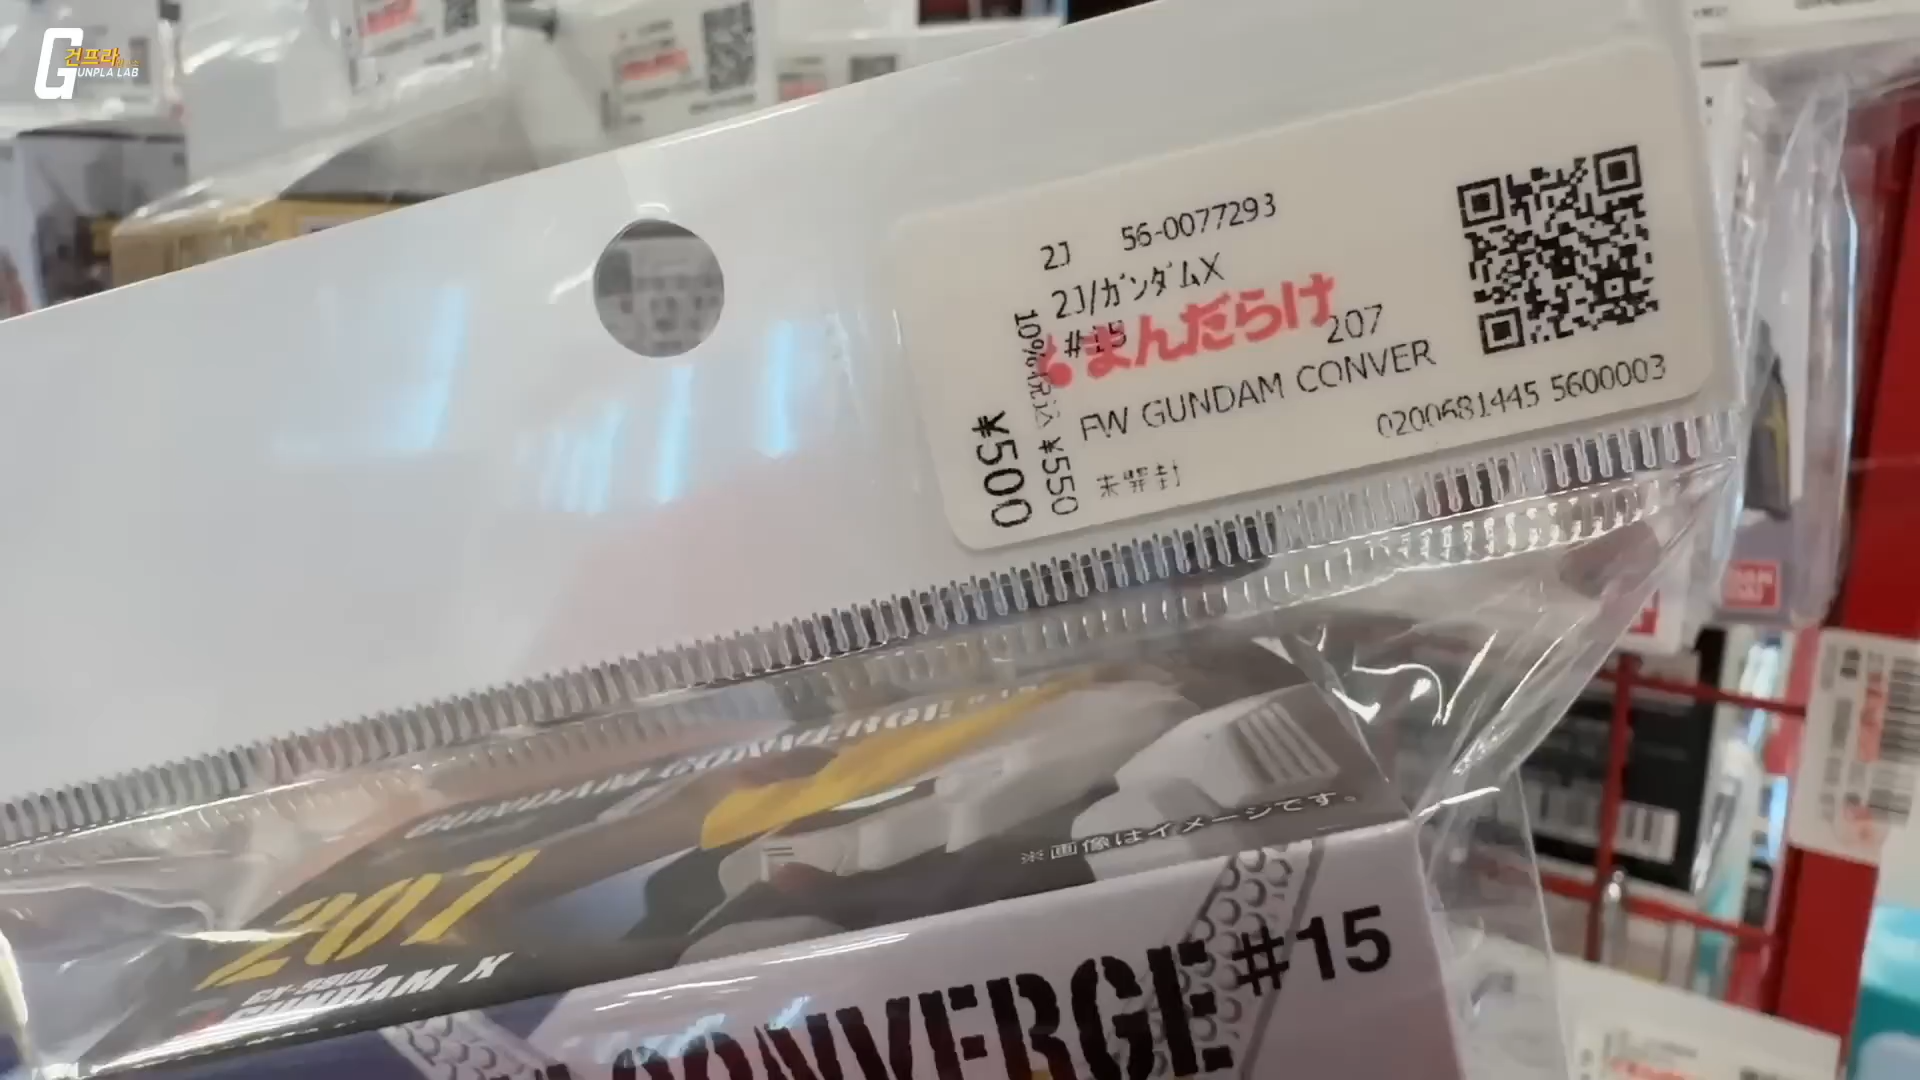 건프라
GUNPLA LAB
2J 56-0077293
2J/ガンダムX
#15 207
まんだらけ
FW GUNDAM CONVER
0200681445 5600003
未開封
10%税込 ¥550
¥500
207
GX-9900
GUNDAM X
※画像はイメージです。
CONVERGE #15